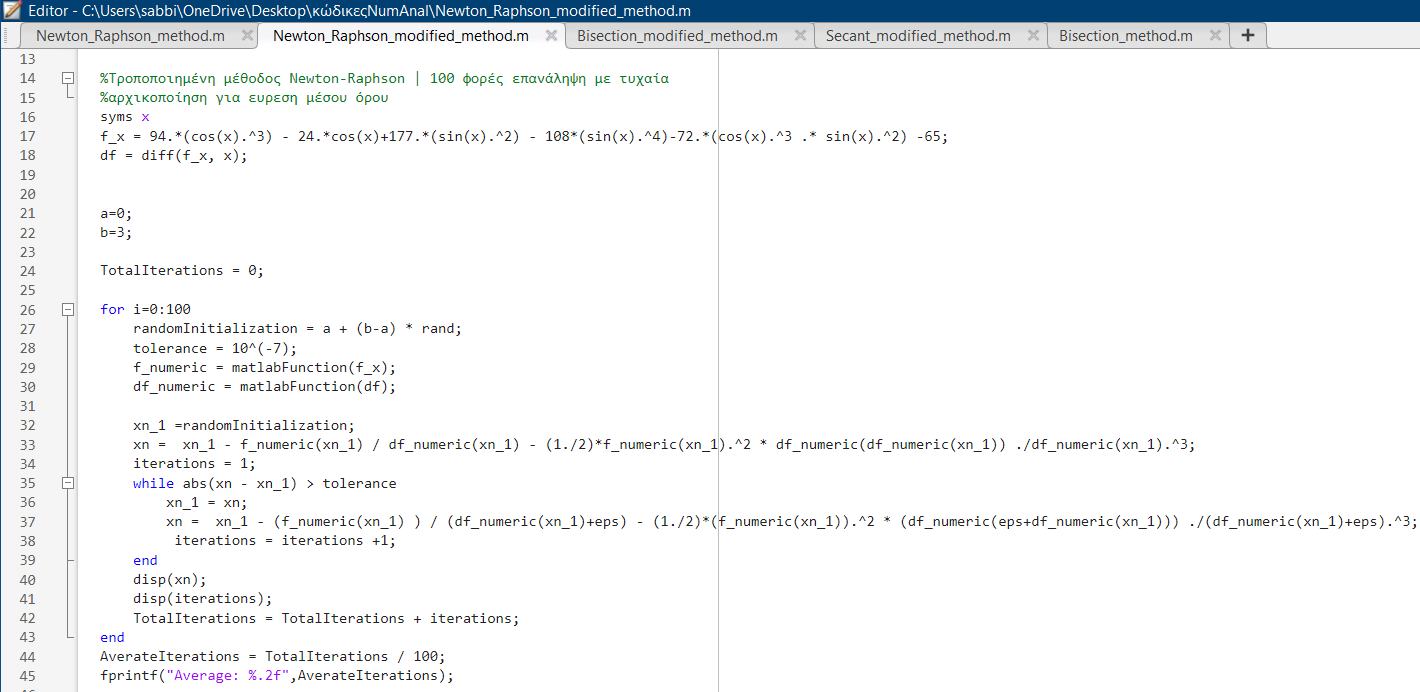 Editor - C:\Users\sabbi\OneDrive\Desktop\κώδικεςNumAnal\Newton_Raphson_modified_method.m
Newton_Raphson_method.m Newton_Raphson_modified_method.m Bisection_modified_method.m Secant_modified_method.m Bisection_method.m
13
14 %Τροποποιημένη μέθοδος Newton-Raphson | 100 φορές επανάληψη με τυχαία
15 %αρχικοποίηση για ευρεση μέσου όρου
16 syms x
17 f_x = 94.*(cos(x).^3) - 24.*cos(x)+177.*(sin(x).^2) - 108*(sin(x).^4)-72.*(cos(x).^3 .* sin(x).^2) -65;
18 df = diff(f_x, x);
19
20
21 a=0;
22 b=3;
23
24 TotalIterations = 0;
25
26 for i=0:100
27 randomInitialization = a + (b-a) * rand;
28 tolerance = 10^(-7);
29 f_numeric = matlabFunction(f_x);
30 df_numeric = matlabFunction(df);
31
32 xn_1 =randomInitialization;
33 xn =  xn_1 - f_numeric(xn_1) / df_numeric(xn_1) - (1./2)*f_numeric(xn_1).^2 * df_numeric(df_numeric(xn_1)) ./df_numeric(xn_1).^3;
34 iterations = 1;
35 while abs(xn - xn_1) > tolerance
36 xn_1 = xn;
37 xn =  xn_1 - (f_numeric(xn_1) ) / (df_numeric(xn_1)+eps) - (1./2)*(f_numeric(xn_1)).^2 * (df_numeric(eps+df_numeric(xn_1))) ./(df_numeric(xn_1)+eps).^3;
38 iterations = iterations +1;
39 end
40 disp(xn);
41 disp(iterations);
42 TotalIterations = TotalIterations + iterations;
43 end
44 AverateIterations = TotalIterations / 100;
45 fprintf("Average: %.2f",AverateIterations);